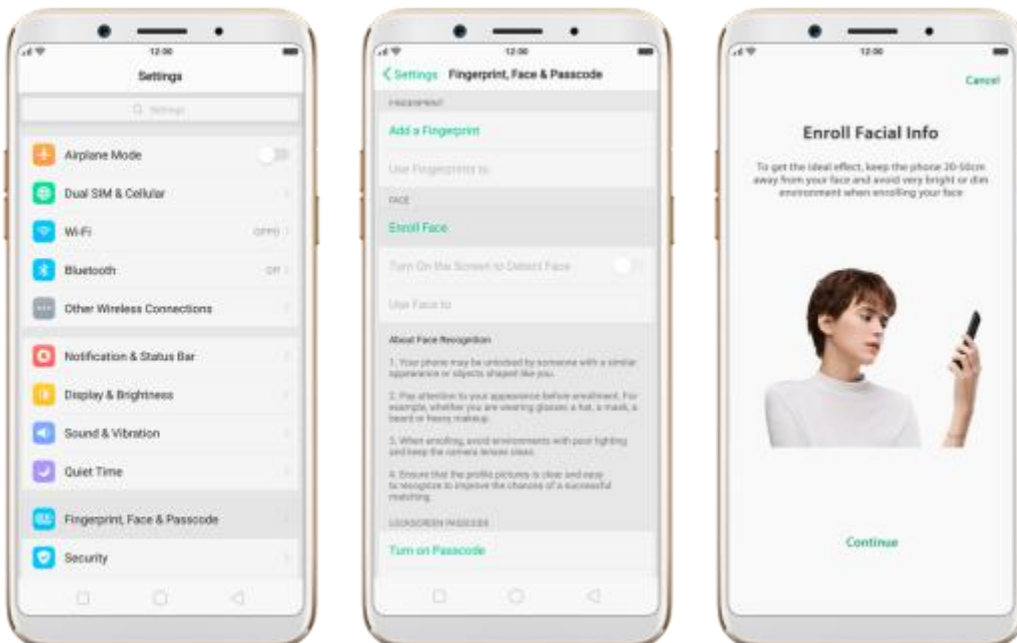 12:00
Settings
Settings
Airplane Mode
Dual SIM & Cellular
Wi-Fi
OPPO
Bluetooth
Off
Other Wireless Connections
Notification & Status Bar
Display & Brightness
Sound & Vibration
Quiet Time
Fingerprint, Face & Passcode
Security
12:00
Settings Fingerprint, Face & Passcode
FINGERPRINT
Add a Fingerprint
Use Fingerprints to
FACE
Enroll Face
Turn On the Screen to Detect Face
Use Face to
About Face Recognition
1. Your phone may be unlocked by someone with a similar
appearance or objects shaped like you.
2. Pay attention to your appearance before enrollment. For
example, whether you are wearing glasses a hat, a mask, a
beard or heavy makeup.
3. When enrolling, avoid environments with poor lighting
and keep the camera lenses clean.
4. Ensure that the profile pictures is clear and easy
to recognize to improve the chances of a successful
matching.
LOCKSCREEN PASSCODE
Turn on Passcode
12:00
Cancel
Enroll Facial Info
To get the ideal effect, keep the phone 20-50cm
away from your face and avoid very bright or dim
environment when enrolling your face
Continue